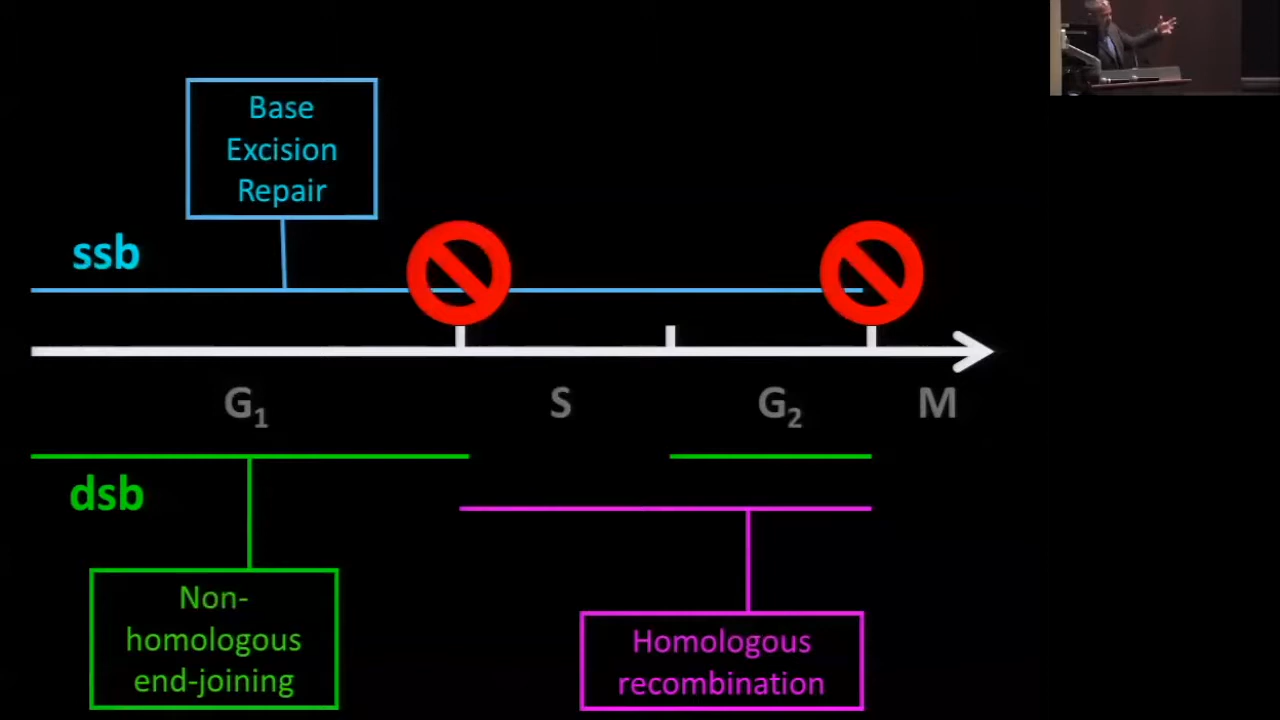 Base
Excision
Repair
ssb
G₁
S
G₂
M
dsb
Non-
homologous
end-joining
Homologous
recombination